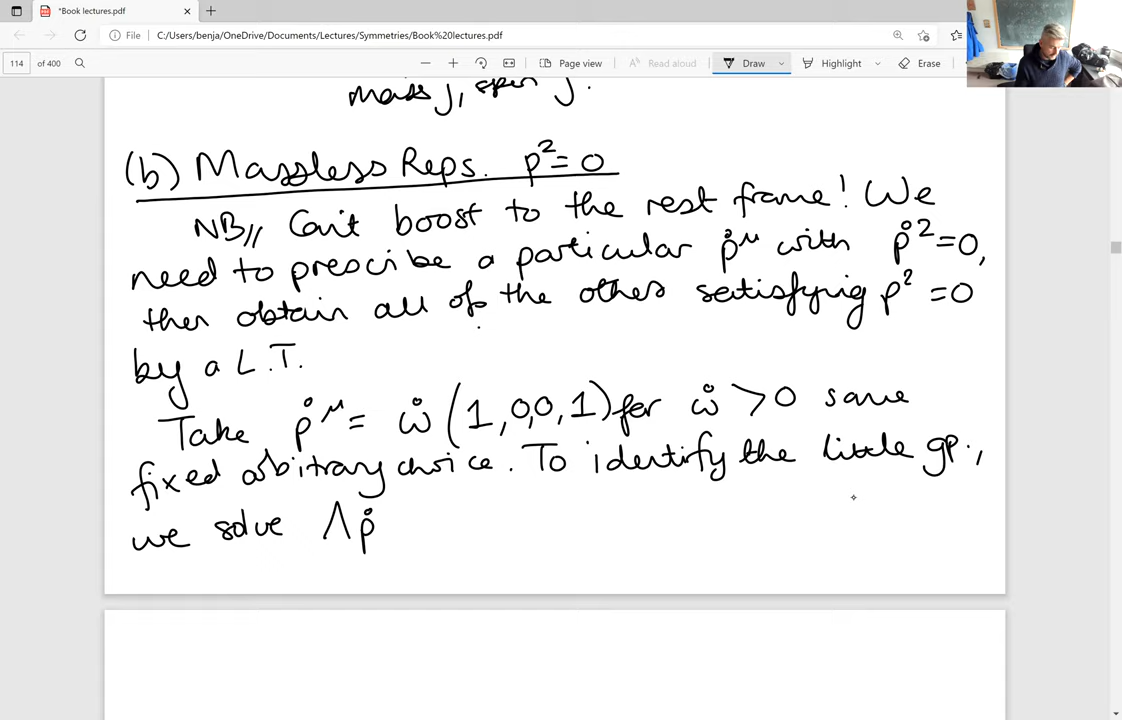 *Book lectures.pdf
File
C:/Users/benja/OneDrive/Documents/Lectures/Symmetries/Book%20lectures.pdf
114 of 400
Page view
Read aloud
Draw
Highlight
Erase
mass j, spin j.
(b) Massless Reps. p²=0
NB// Can't boost to the rest frame! We
need to prescribe a particular p̊^μ with p̊²=0,
then obtain all of the others satisfying p²=0
by a L.T.
Take p̊^μ = ω̊(1,0,0,1) for ω̊>0 some
fixed arbitrary choice. To identify the little gp.,
we solve Λp̊